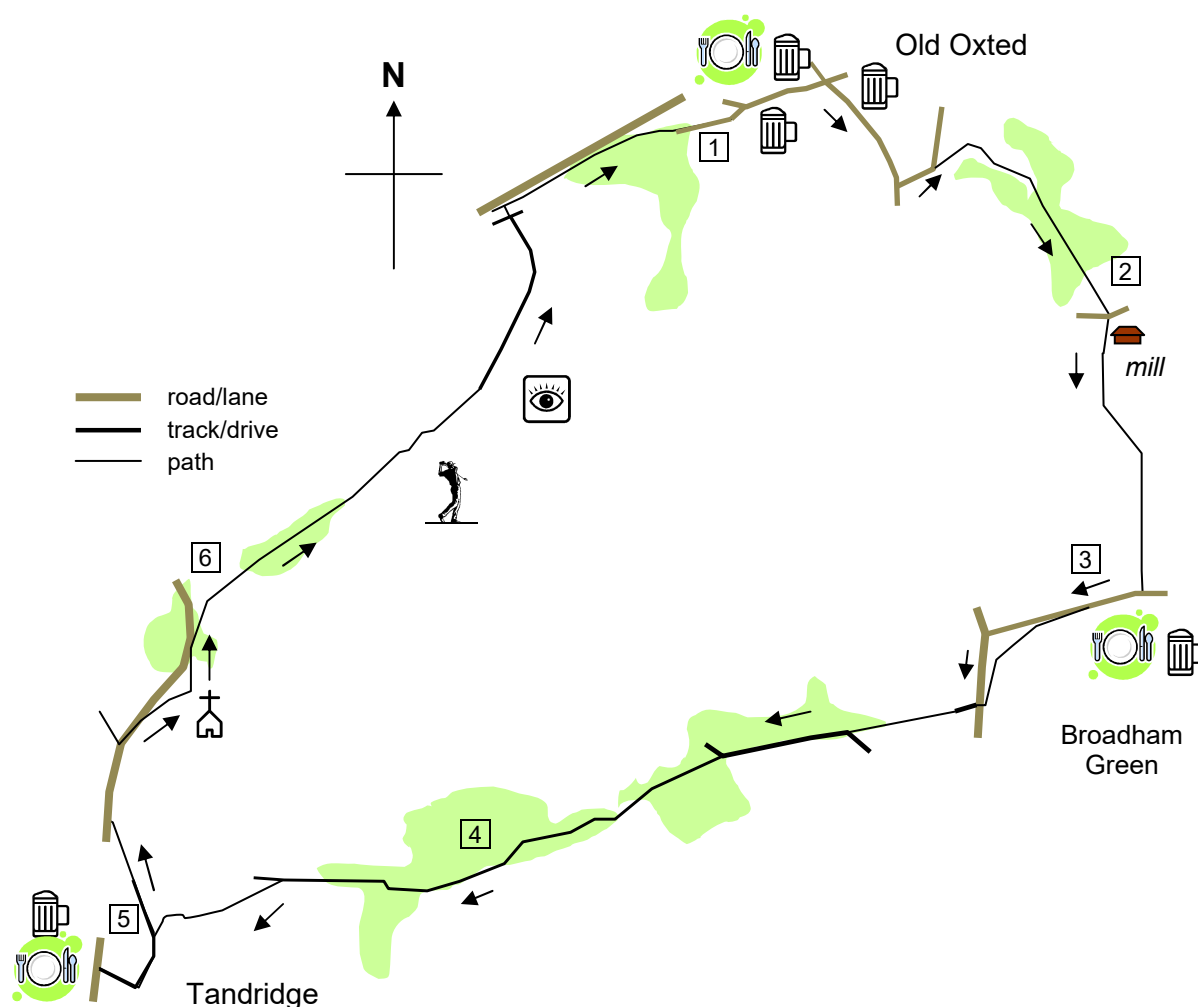 Old Oxted
N
1
2
mill
road/lane
track/drive
path
6
3
Broadham
Green
4
5
Tandridge